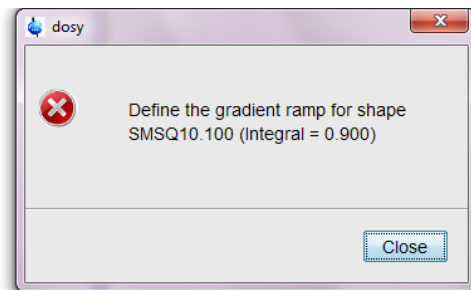 dosy
Define the gradient ramp for shape
SMSQ10.100 (Integral = 0.900)
Close